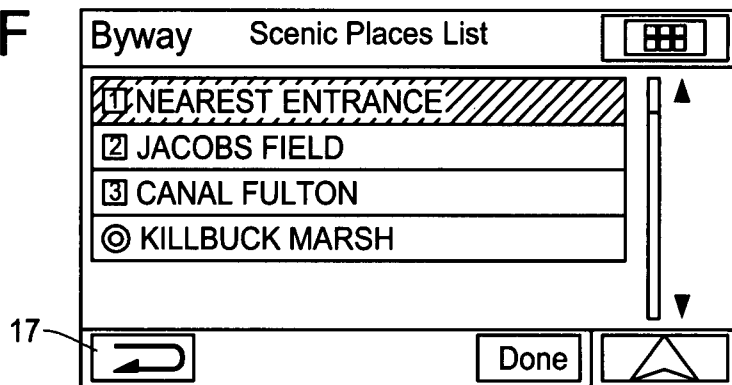 F
Byway Scenic Places List
1 NEAREST ENTRANCE
2 JACOBS FIELD
3 CANAL FULTON
KILLBUCK MARSH
17
Done